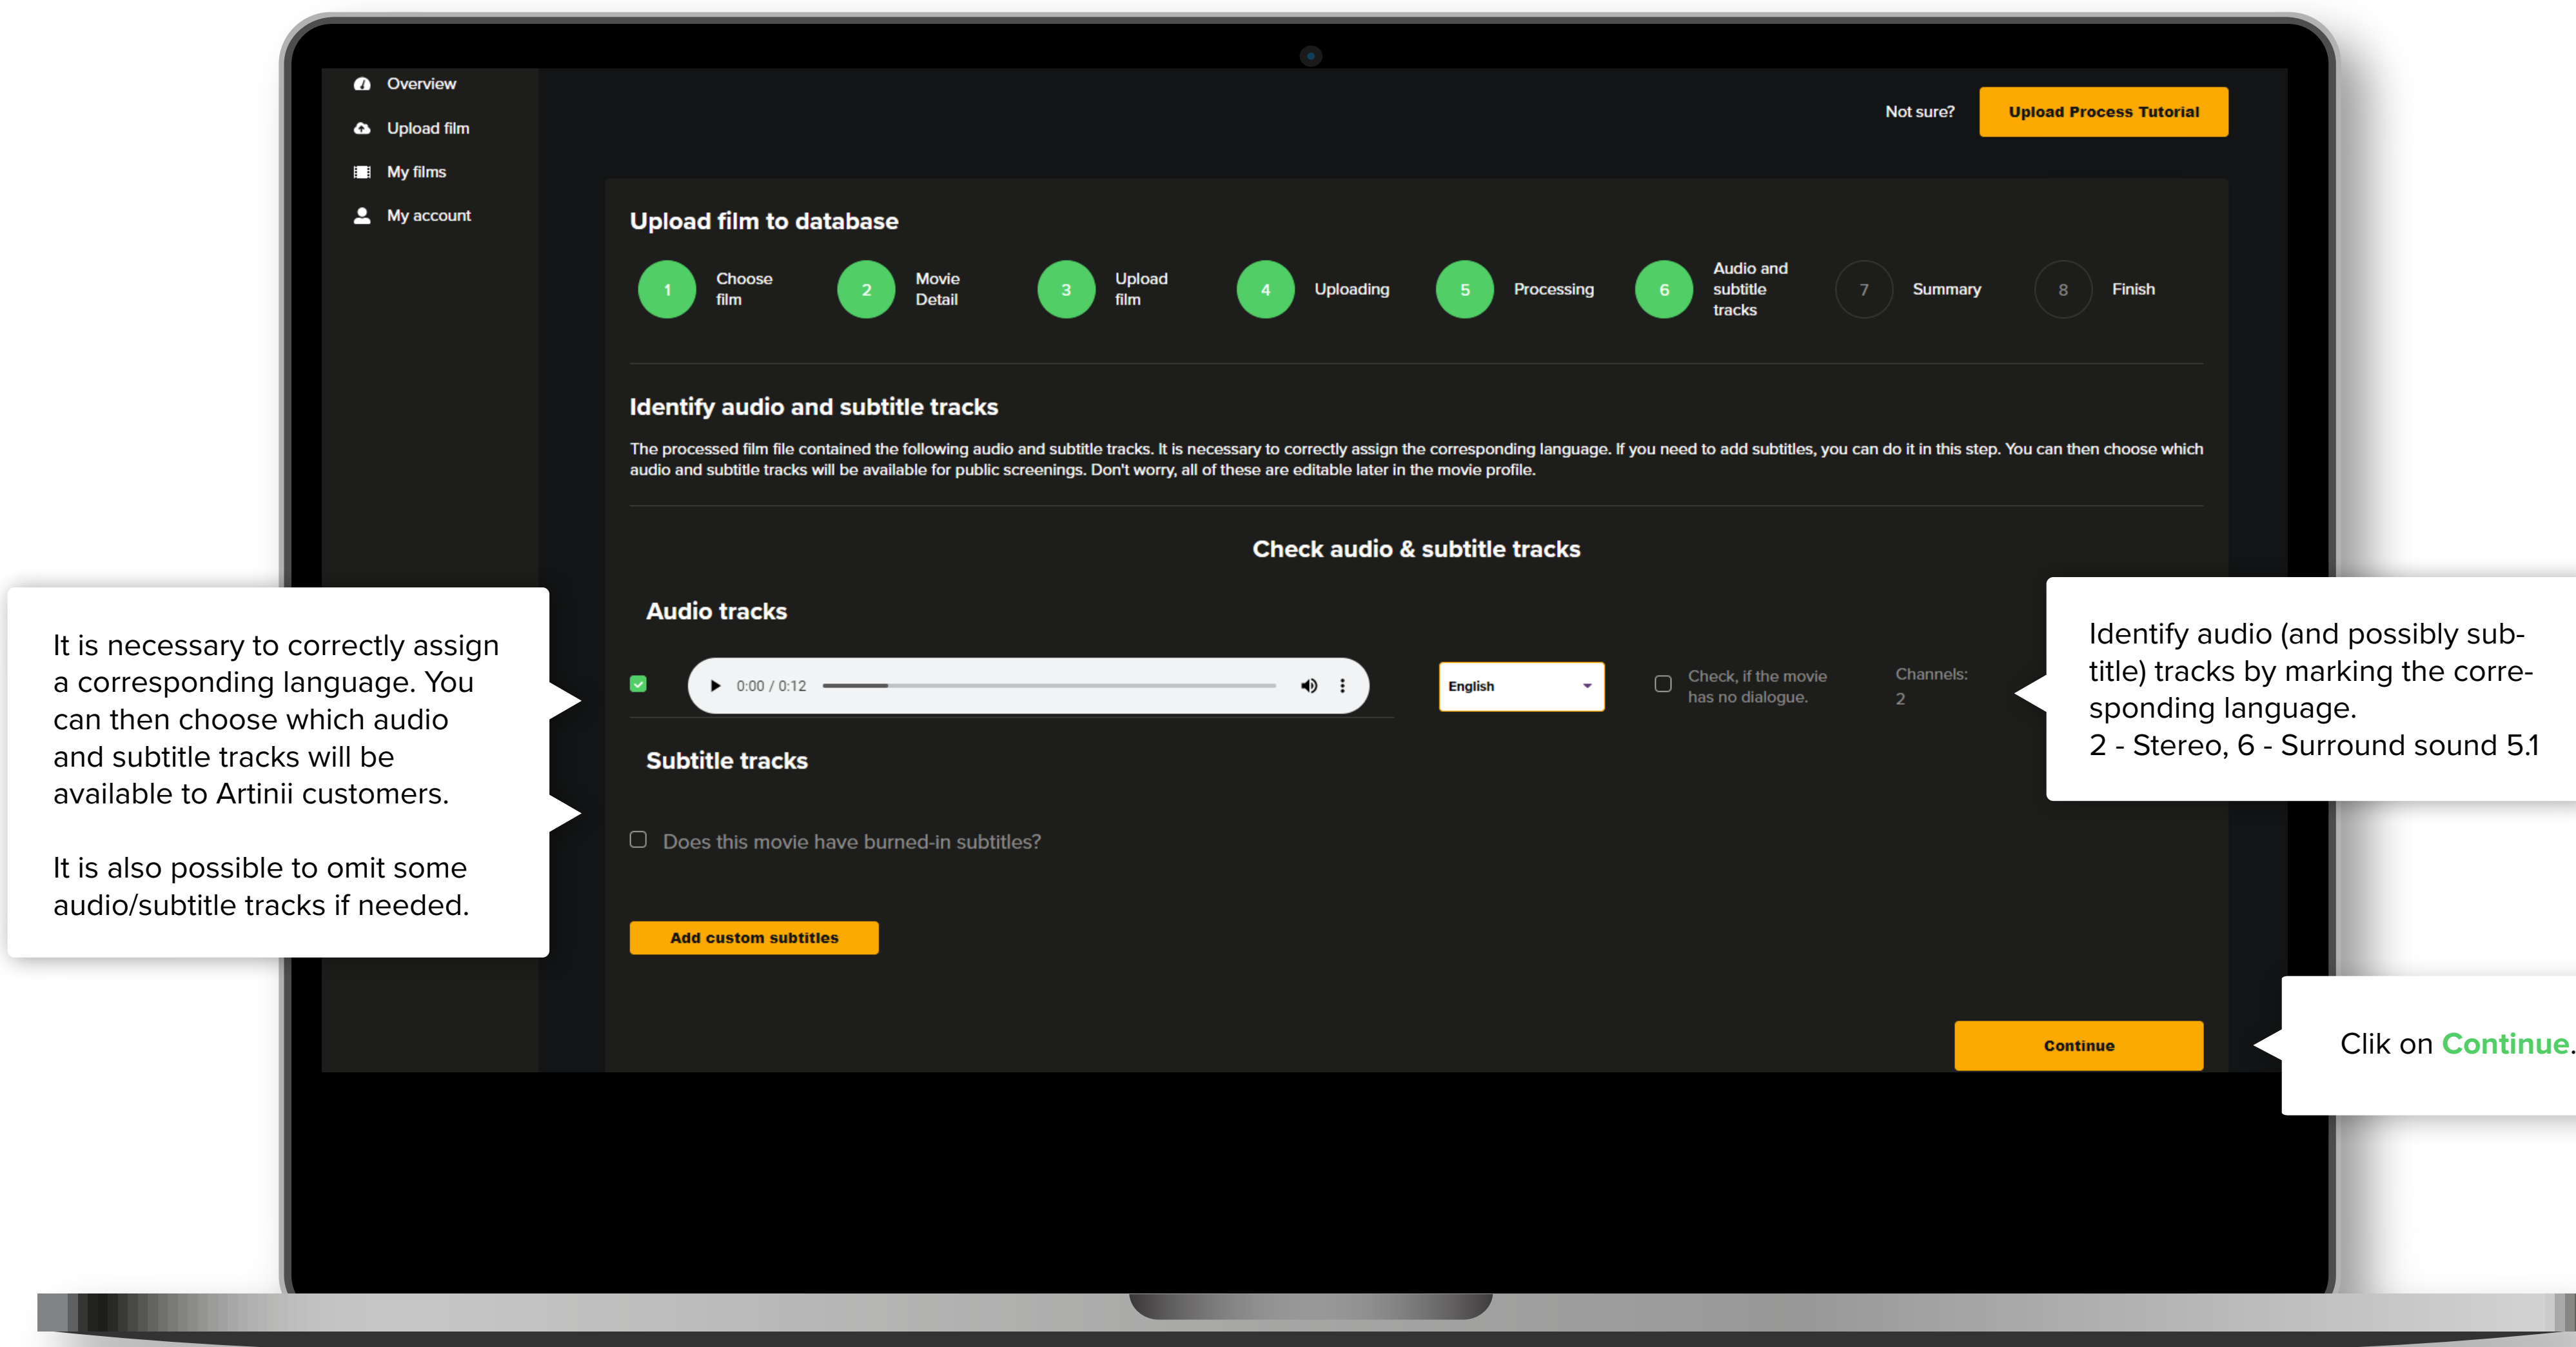 Overview
Upload film
My films
My account
Not sure?
Upload Process Tutorial
Upload film to database
1
Choose
film
2
Movie
Detail
3
Upload
film
4
Uploading
5
Processing
6
Audio and
subtitle
tracks
7
Summary
8
Finish
Identify audio and subtitle tracks
The processed film file contained the following audio and subtitle tracks. It is necessary to correctly assign the corresponding language. If you need to add subtitles, you can do it in this step. You can then choose which
audio and subtitle tracks will be available for public screenings. Don't worry, all of these are editable later in the movie profile.
Check audio & subtitle tracks
Audio tracks
0:00 / 0:12
English
Check, if the movie
has no dialogue.
Channels:
2
Subtitle tracks
Does this movie have burned-in subtitles?
Add custom subtitles
Continue
It is necessary to correctly assign
a corresponding language. You
can then choose which audio
and subtitle tracks will be
available to Artinii customers.
It is also possible to omit some
audio/subtitle tracks if needed.
Identify audio (and possibly sub-
title) tracks by marking the corre-
sponding language.
2 - Stereo, 6 - Surround sound 5.1
Clik on Continue.